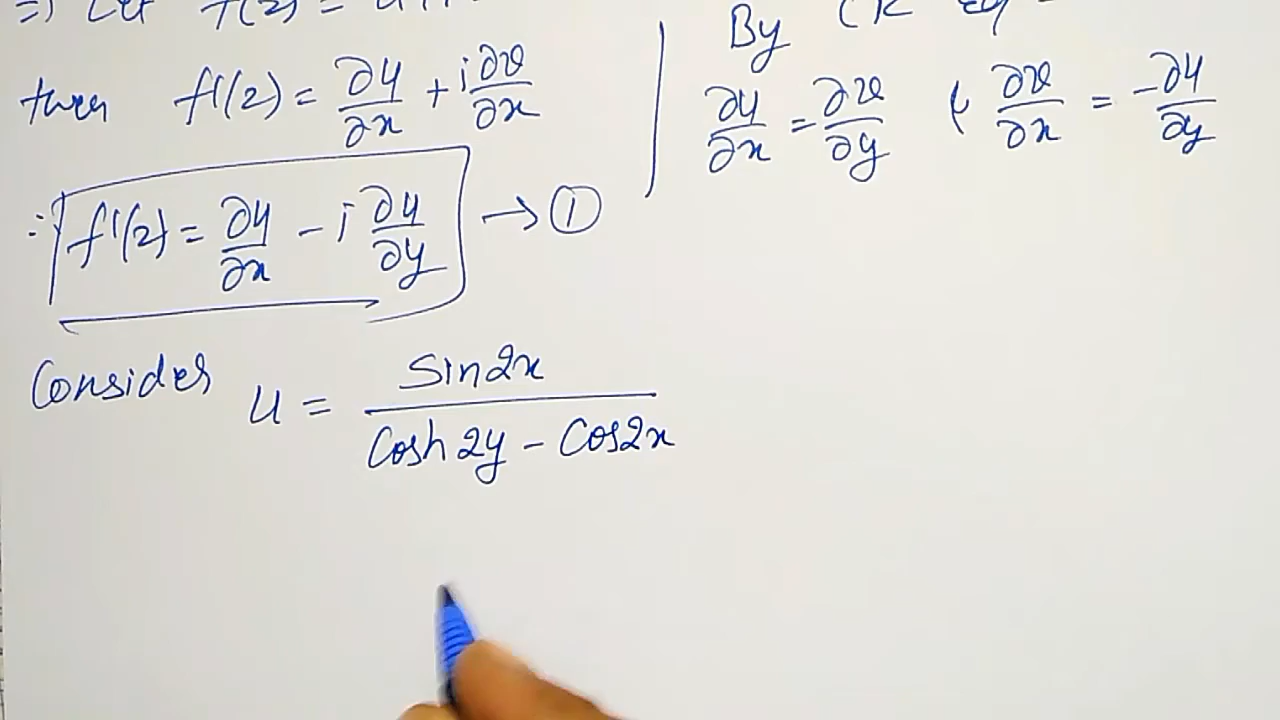 then f'(z) = ∂u/∂x + i ∂v/∂x
∴ f'(z) = ∂u/∂x - i ∂u/∂y → ①
By
∂u/∂x = ∂v/∂y & ∂v/∂x = -∂u/∂y
Consider u = Sin2x / (Cosh2y - Cos2x)